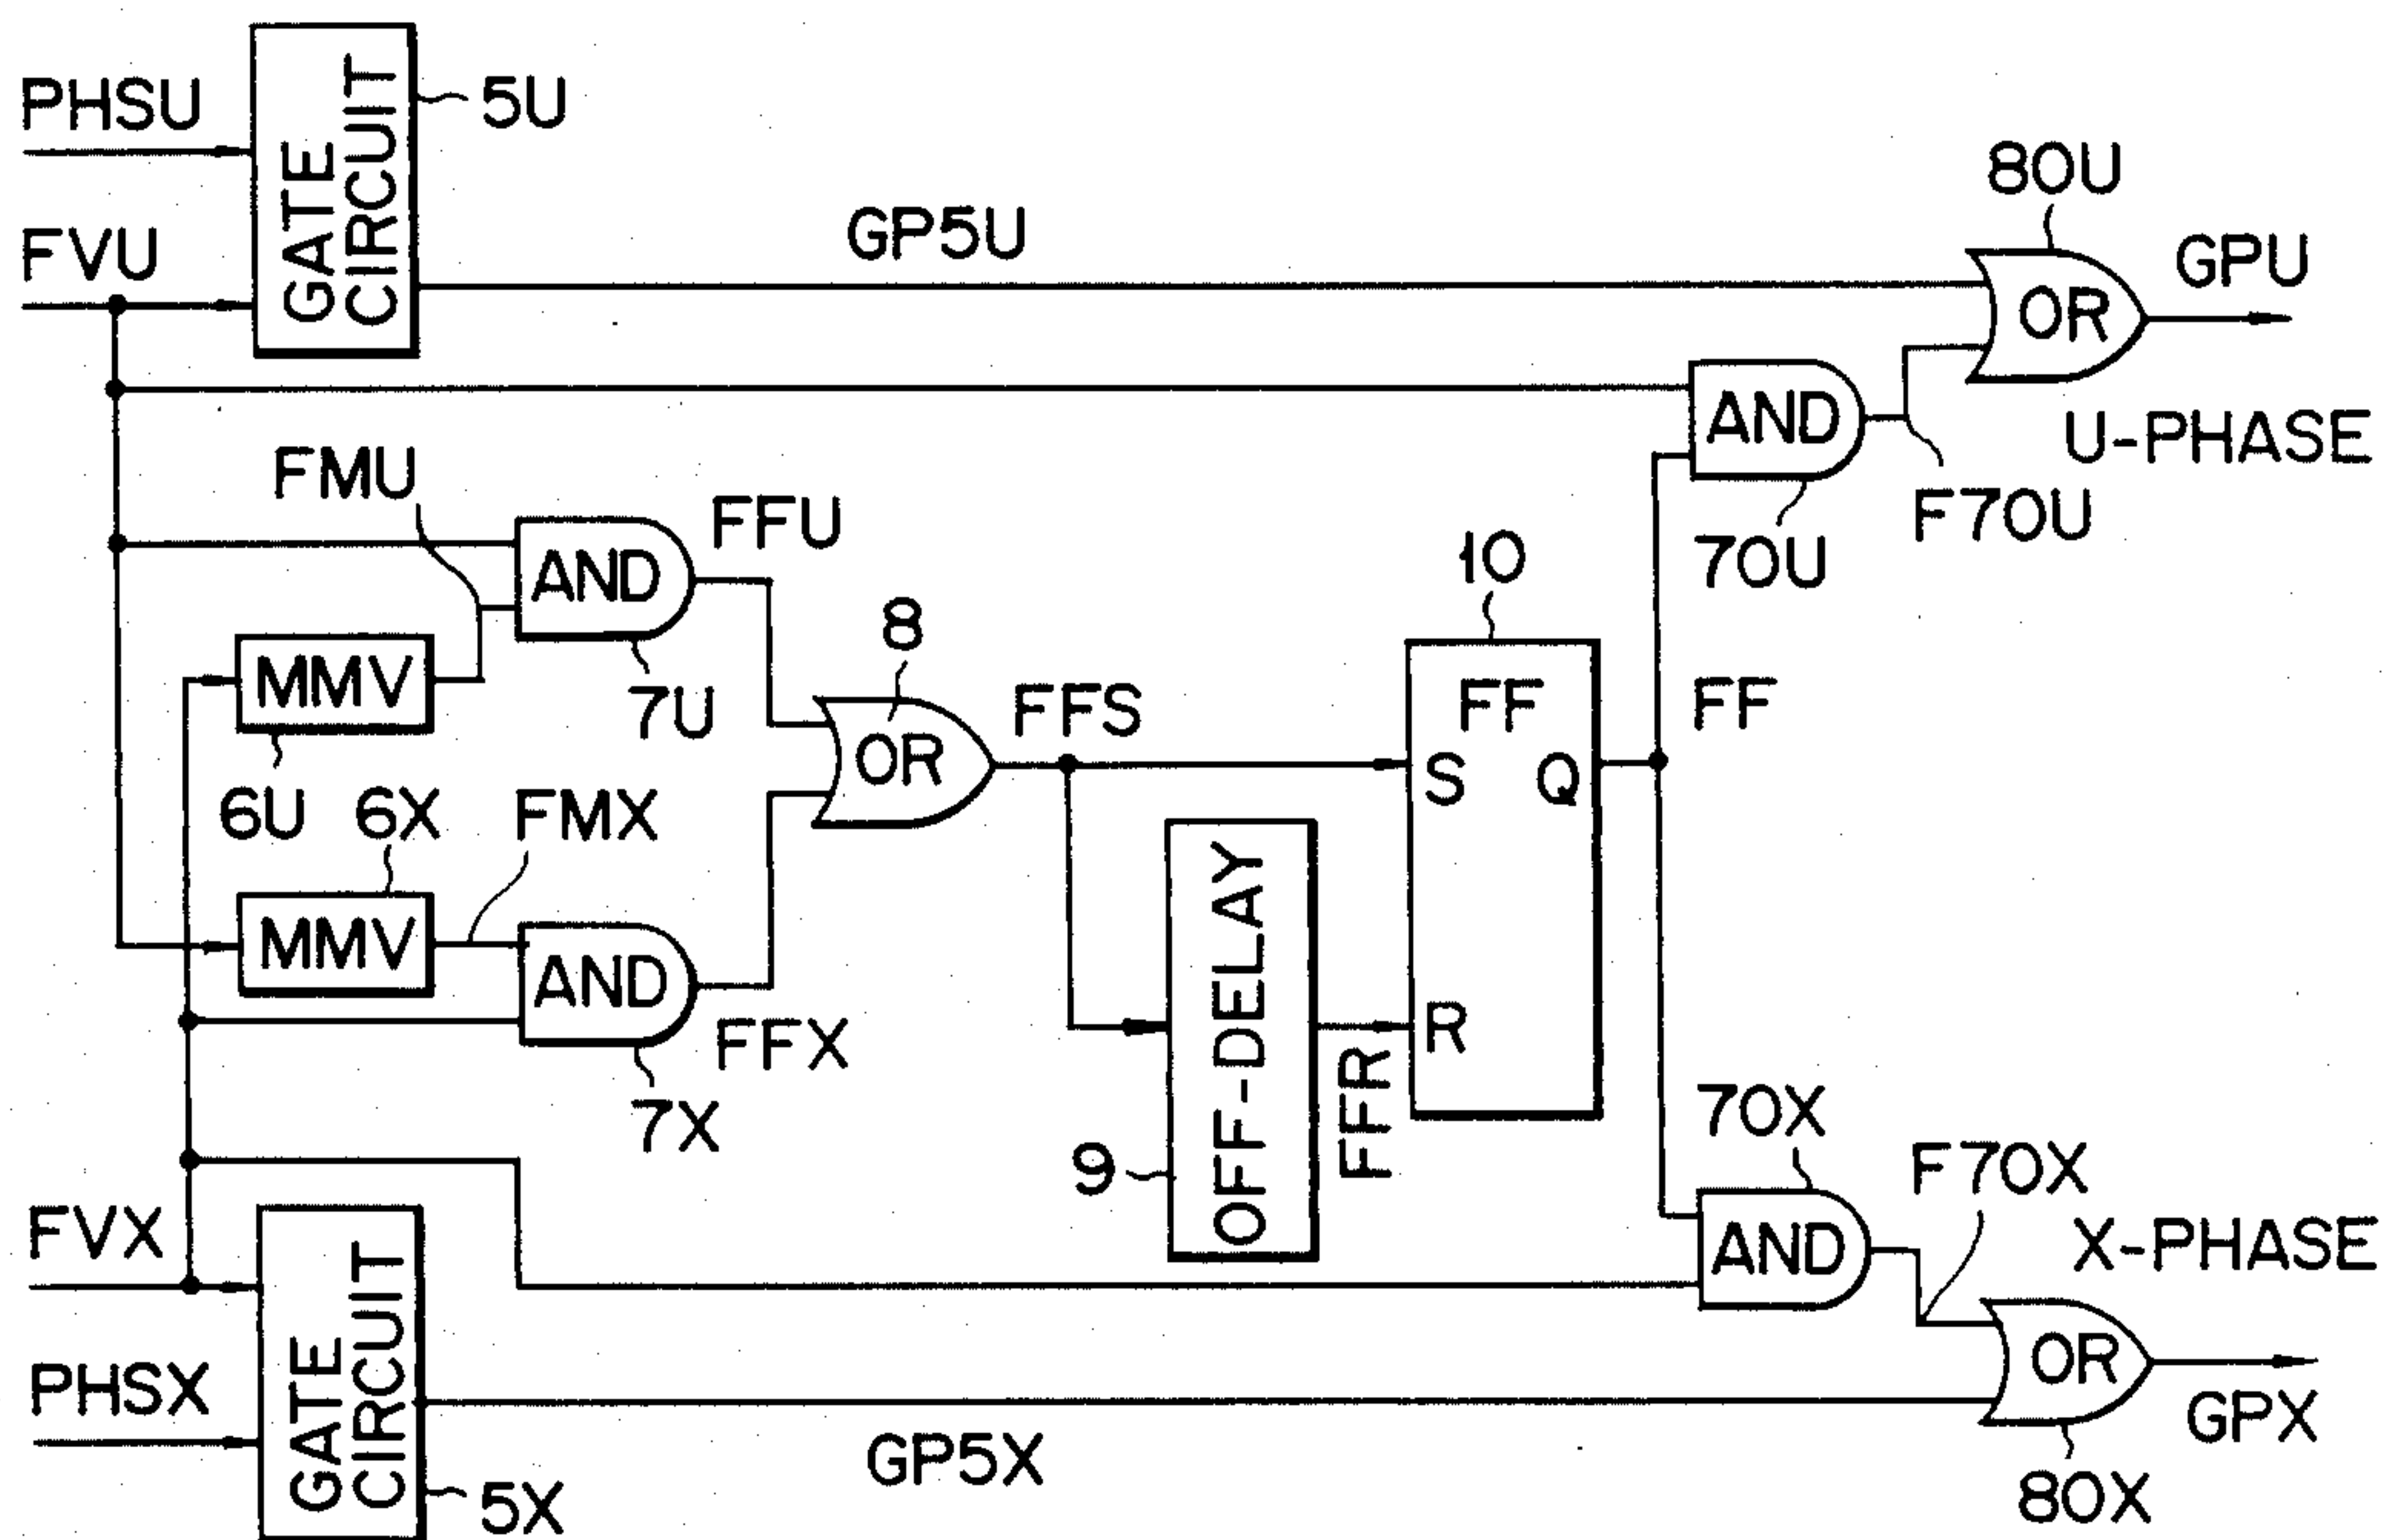 PHSU
FVU
GATE
CIRCUIT
5U
GP5U
80U
OR
GPU
U-PHASE
AND
70U
F70U
FMU
AND
FFU
7U
MMV
6U
6X
FMX
MMV
AND
FFX
7X
8
OR
FFS
10
FF
S
Q
R
FF
9
OFF-DELAY
FFR
70X
AND
F70X
X-PHASE
FVX
PHSX
GATE
CIRCUIT
5X
GP5X
OR
GPX
80X